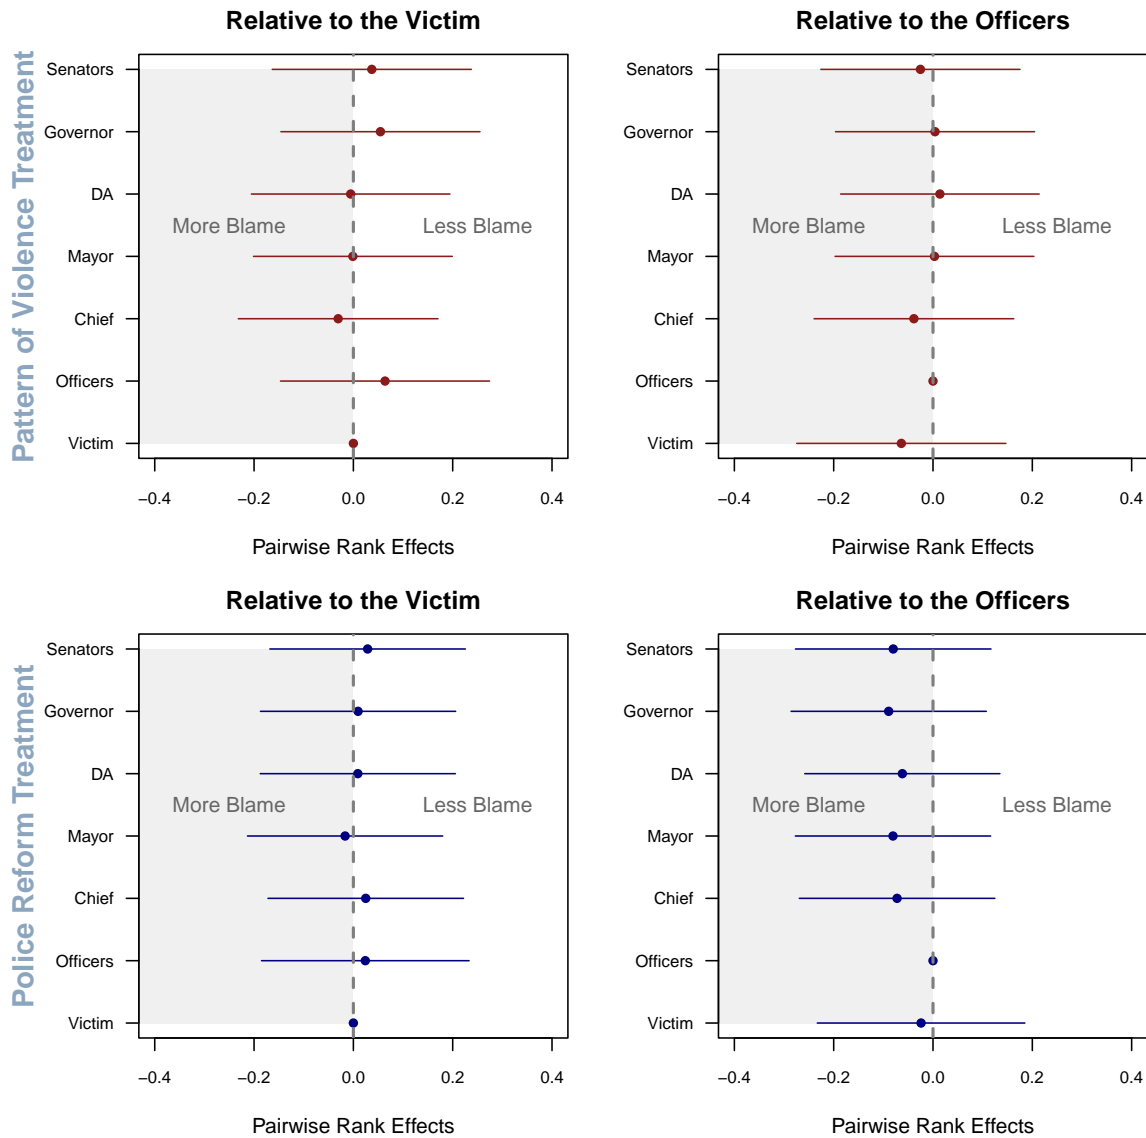 Relative to the Victim
Relative to the Officers
Pattern of Violence Treatment
Senators
Governor
DA
Mayor
Chief
Officers
Victim
More Blame
Less Blame
−0.4
−0.2
0.0
0.2
0.4
Pairwise Rank Effects
Senators
Governor
DA
Mayor
Chief
Officers
Victim
More Blame
Less Blame
−0.4
−0.2
0.0
0.2
0.4
Pairwise Rank Effects
Relative to the Victim
Relative to the Officers
Police Reform Treatment
Senators
Governor
DA
Mayor
Chief
Officers
Victim
More Blame
Less Blame
−0.4
−0.2
0.0
0.2
0.4
Pairwise Rank Effects
Senators
Governor
DA
Mayor
Chief
Officers
Victim
More Blame
Less Blame
−0.4
−0.2
0.0
0.2
0.4
Pairwise Rank Effects